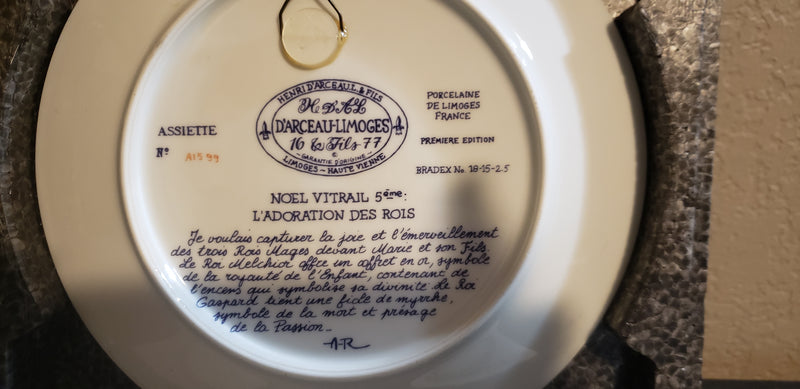 HENRI D'ARCEAU.L & FILS
H. D'A.L
D'ARCEAU-LIMOGES
16 & Fils 77
©
GARANTIE D'ORIGINE
LIMOGES – HAUTE VIENNE
ASSIETTE
No A1599
PORCELAINE
DE LIMOGES
FRANCE
PREMIÈRE EDITION
BRADEX No. 18-15-2.5
NOEL VITRAIL 5ème:
L'ADORATION DES ROIS
Je voulais capturer la joie et l'émerveillement
des trois Rois Mages devant Marie et son Fils
Le Roi Melchior offre un coffret en or, symbole
de la royauté de l'Enfant, contenant de
l'encens qui symbolise sa divinité. Le Roi
Gaspard tient une fiole de myrrhe,
symbole de la mort et présage
de la Passion_
A-R